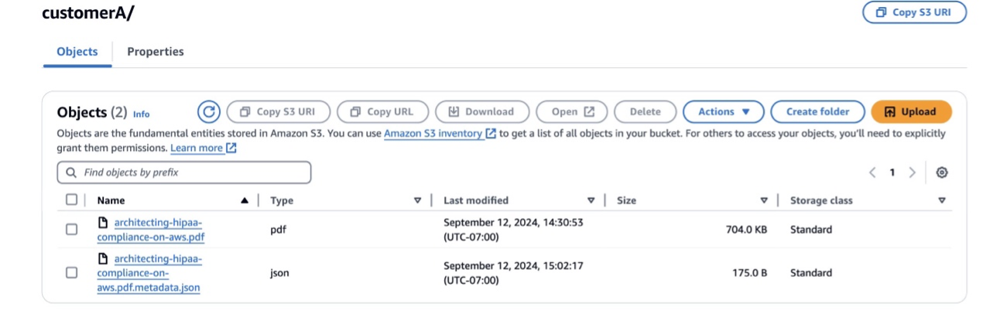 customerA/
Copy S3 URI
Objects
Properties
Objects (2) Info
Copy S3 URI
Copy URL
Download
Open
Delete
Actions
Create folder
Upload
Objects are the fundamental entities stored in Amazon S3. You can use Amazon S3 inventory to get a list of all objects in your bucket. For others to access your objects, you'll need to explicitly
grant them permissions. Learn more
Find objects by prefix
1
Name
Type
Last modified
Size
Storage class
architecting-hipaa-
compliance-on-aws.pdf
pdf
September 12, 2024, 14:30:53
(UTC-07:00)
704.0 KB
Standard
architecting-hipaa-
compliance-on-
aws.pdf.metadata.json
json
September 12, 2024, 15:02:17
(UTC-07:00)
175.0 B
Standard